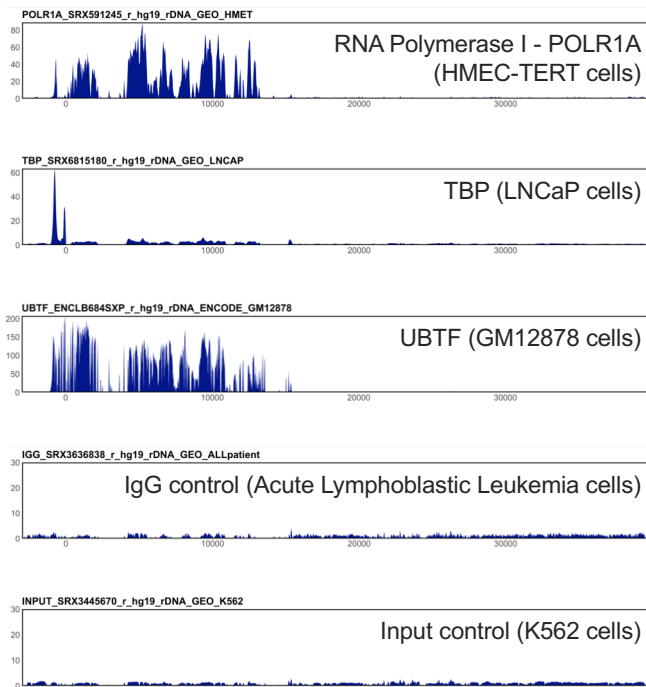 POLR1A_SRX591245_r_hg19_rDNA_GEO_HMET
RNA Polymerase I - POLR1A
(HMEC-TERT cells)
80
60
40
20
0
0 10000 20000 30000
TBP_SRX6815180_r_hg19_rDNA_GEO_LNCAP
TBP (LNCaP cells)
60
40
20
0
0 10000 20000 30000
UBTF_ENCLB684SXP_r_hg19_rDNA_ENCODE_GM12878
UBTF (GM12878 cells)
200
150
100
50
0
0 10000 20000 30000
IGG_SRX3636838_r_hg19_rDNA_GEO_ALLpatient
IgG control (Acute Lymphoblastic Leukemia cells)
30
20
10
0
0 10000 20000 30000
INPUT_SRX3445670_r_hg19_rDNA_GEO_K562
Input control (K562 cells)
30
20
10
0